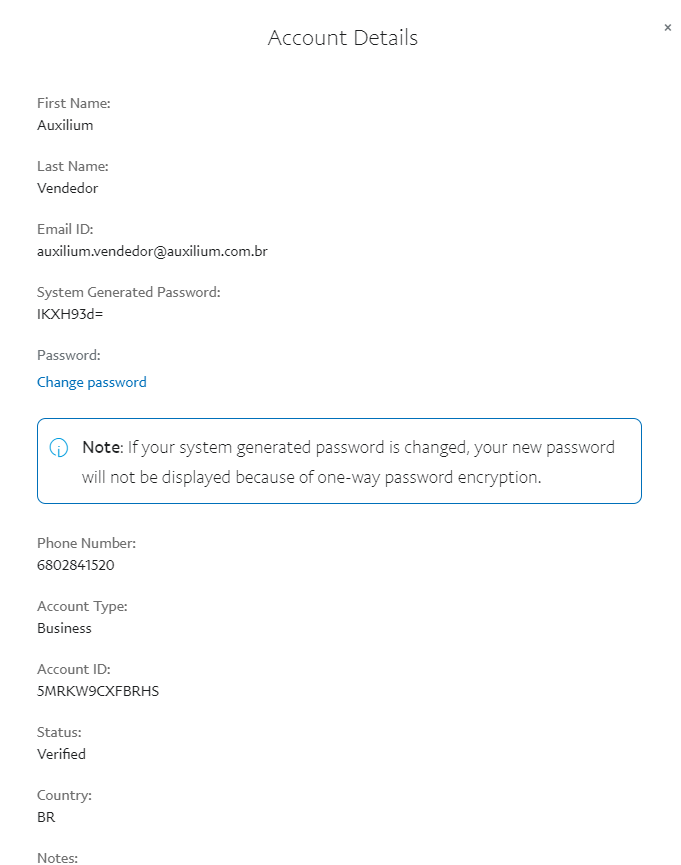 Account Details
×
First Name:
Auxilium
Last Name:
Vendedor
Email ID:
auxilium.vendedor@auxilium.com.br
System Generated Password:
IKXH93d=
Password:
Change password
Note: If your system generated password is changed, your new password
will not be displayed because of one-way password encryption.
Phone Number:
6802841520
Account Type:
Business
Account ID:
5MRKW9CXFBRHS
Status:
Verified
Country:
BR
Notes: